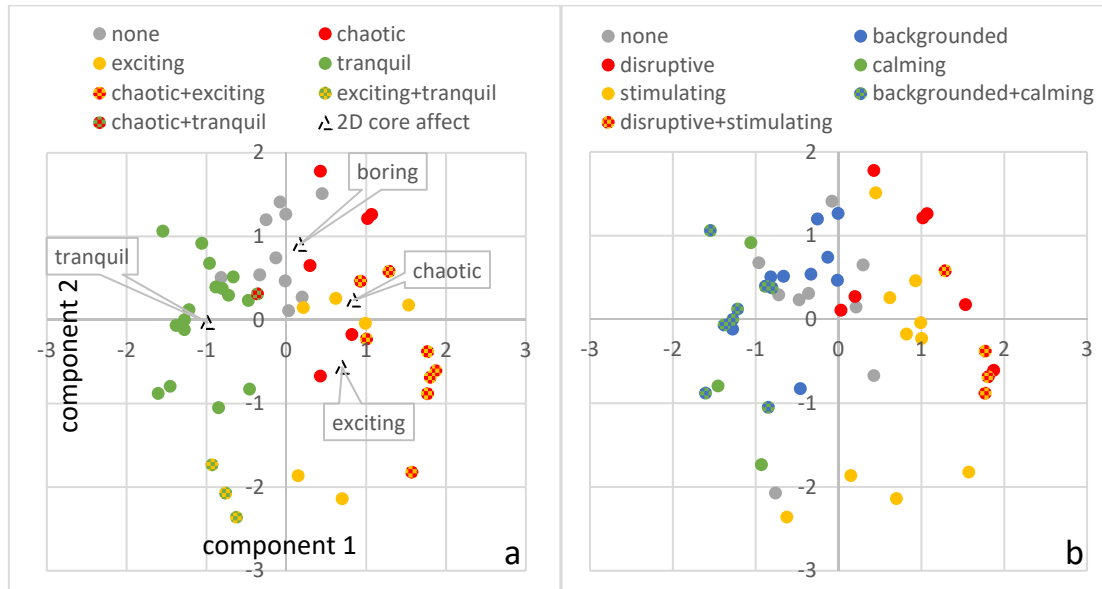 none chaotic
exciting tranquil
chaotic+exciting exciting+tranquil
chaotic+tranquil 2D core affect
2
boring
1
tranquil
chaotic
0
-3 -2 -1 0 1 2 3
-1
exciting
-2
-3
component 1
component 2
a
none backgrounded
disruptive calming
stimulating backgrounded+calming
disruptive+stimulating
2
1
0
-3 -2 -1 0 1 2 3
-1
-2
-3
b